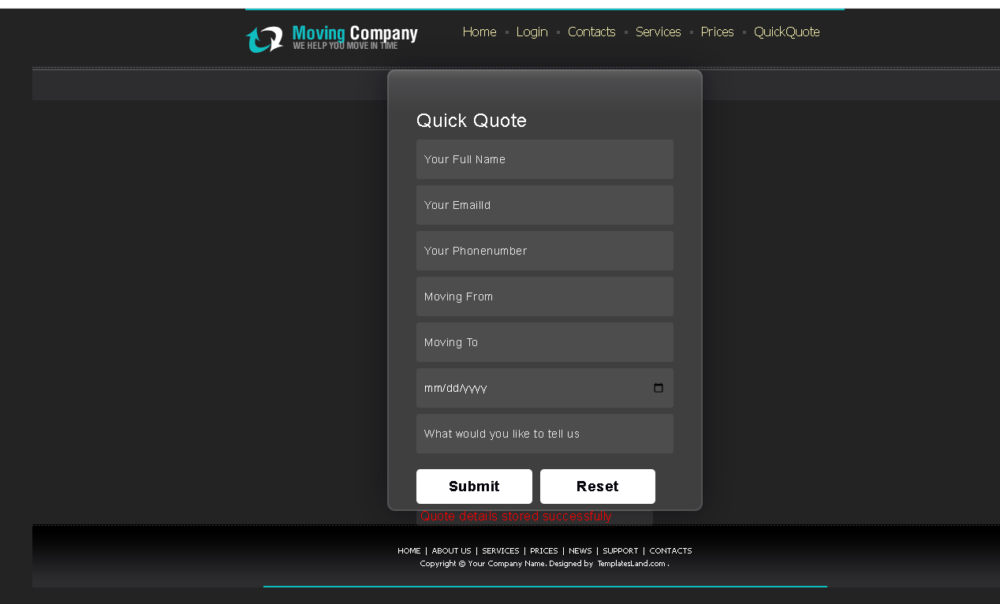 Moving Company
WE HELP YOU MOVE IN TIME
Home Login Contacts Services Prices QuickQuote
Quick Quote
Your Full Name
Your EmailId
Your Phonenumber
Moving From
Moving To
mm/dd/yyyy
What would you like to tell us
Submit Reset
Quote details stored successfully
HOME | ABOUT US | SERVICES | PRICES | NEWS | SUPPORT | CONTACTS
Copyright © Your Company Name. Designed by TemplatesLand.com .